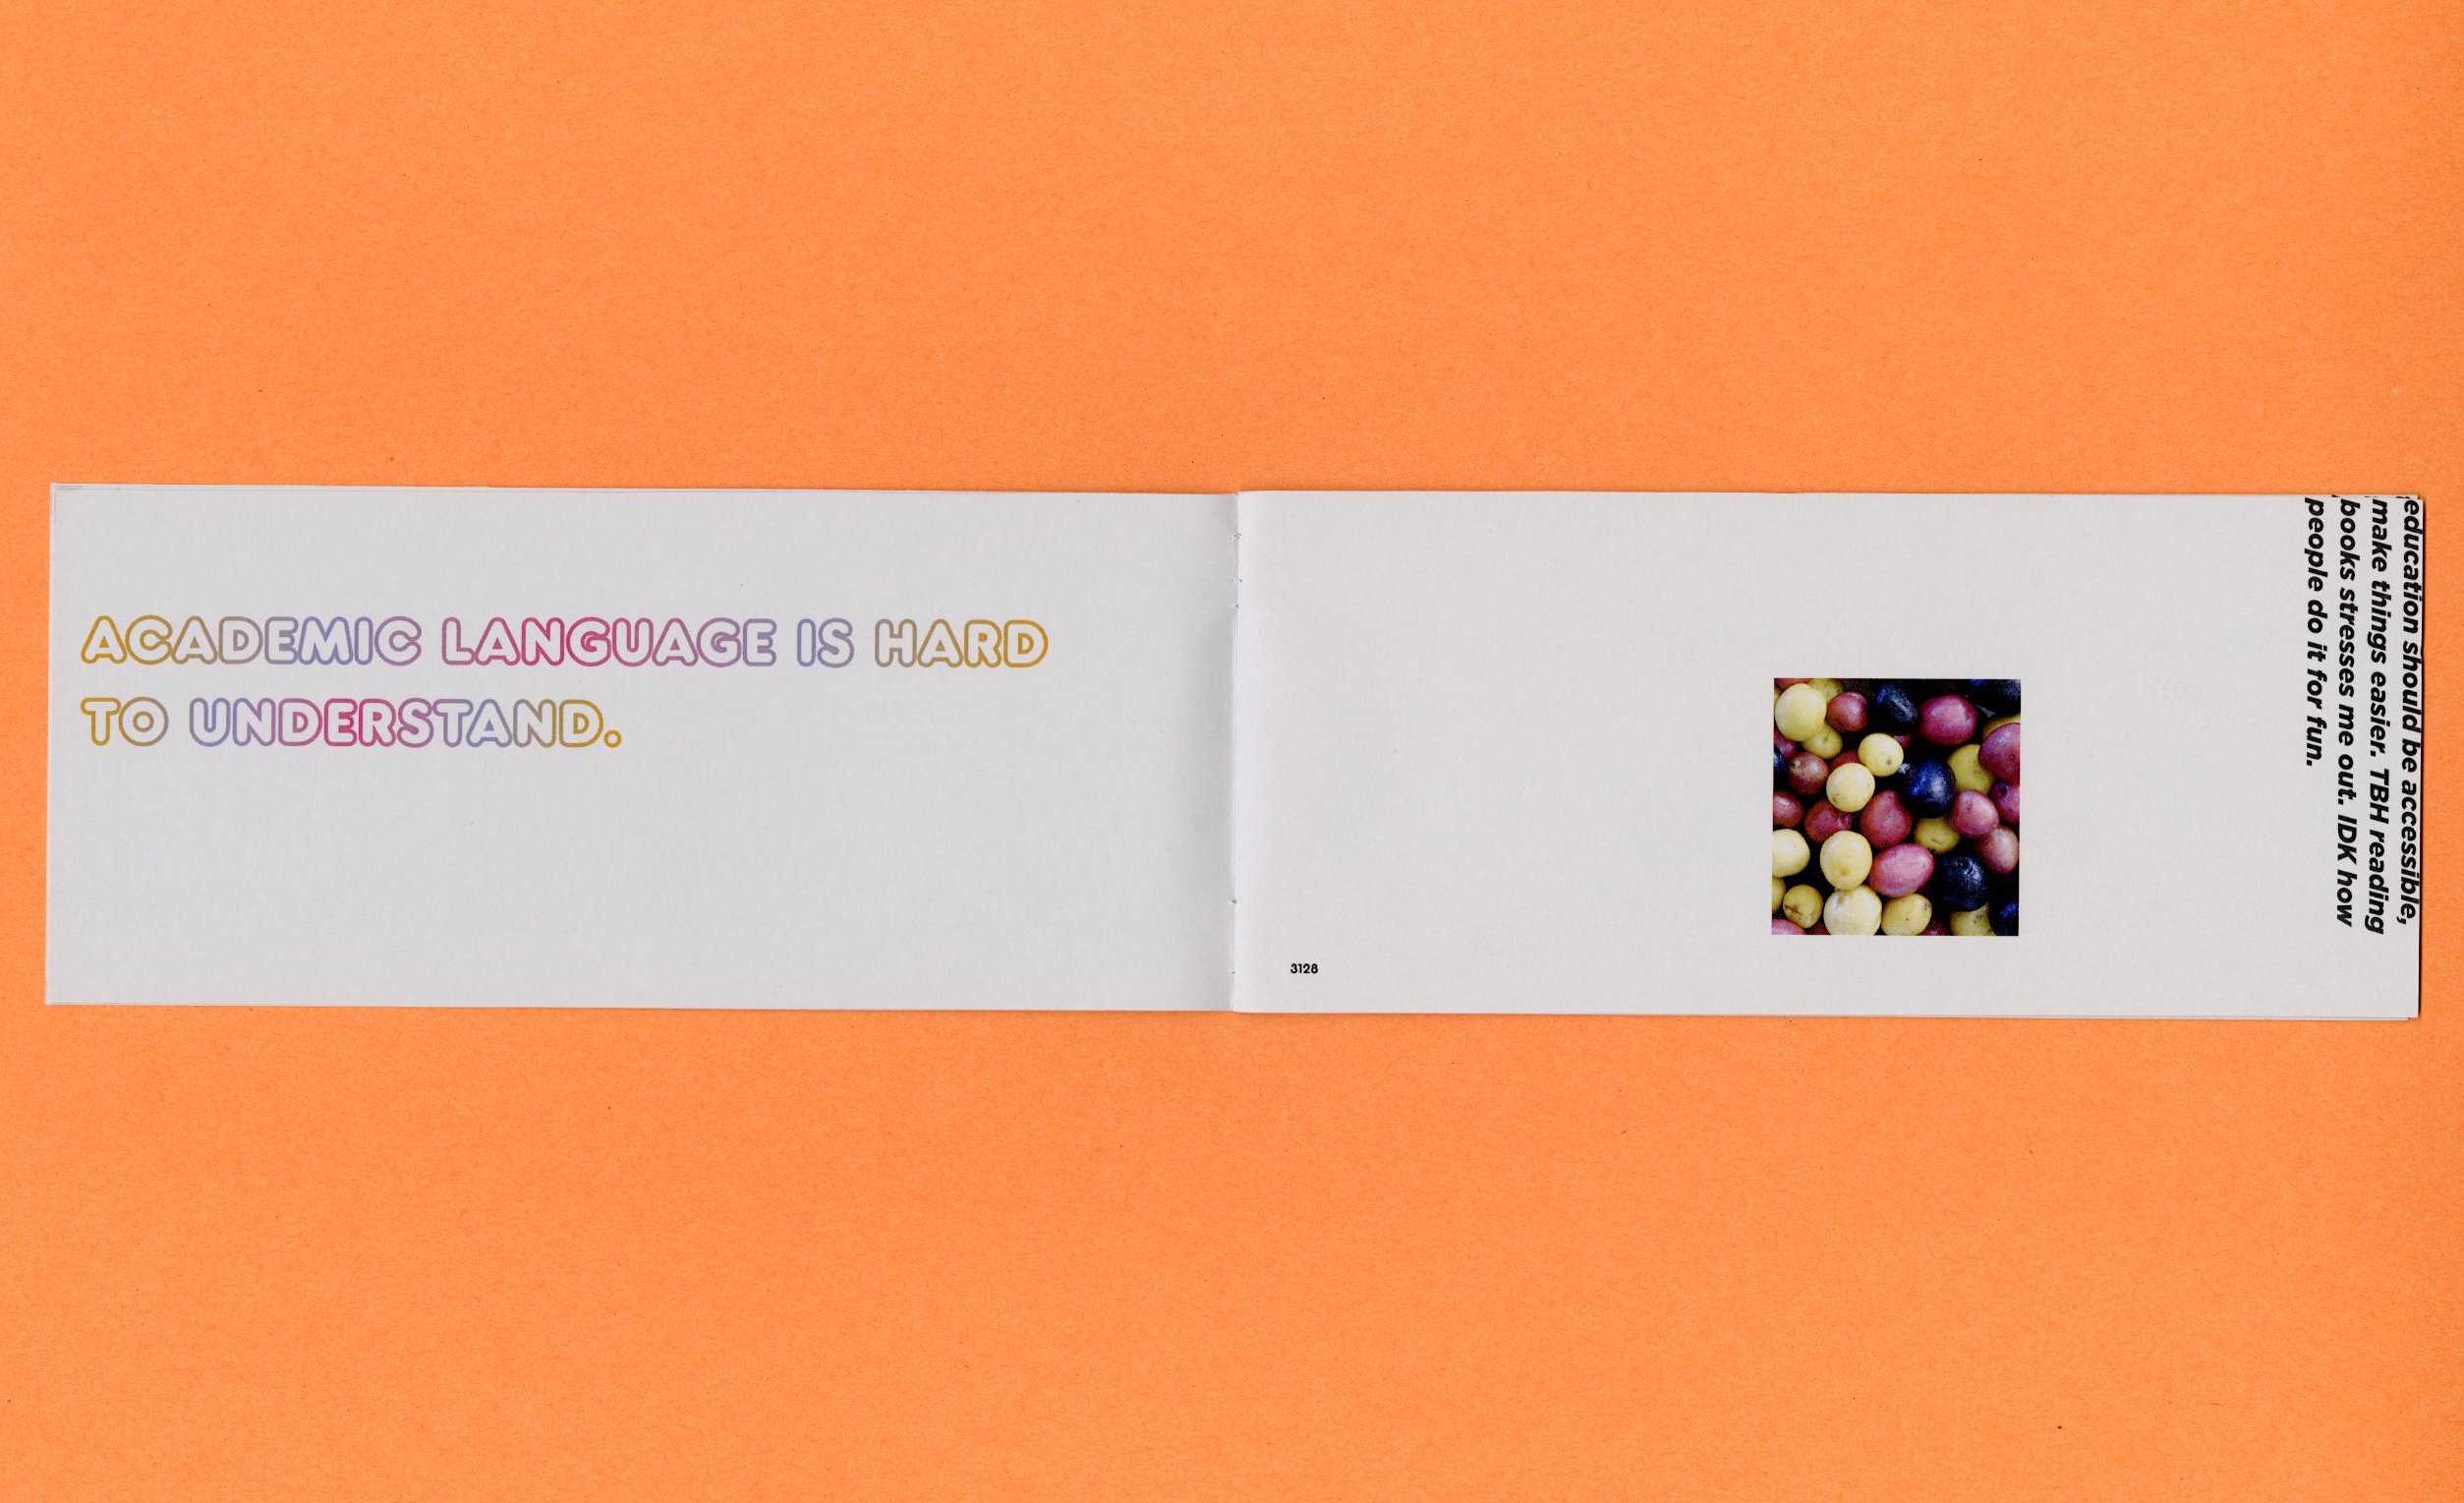 ACADEMIC LANGUAGE IS HARD
TO UNDERSTAND.
3128
education should be accessible,
make things easier. TBH reading
books stresses me out. IDK how
people do it for fun.